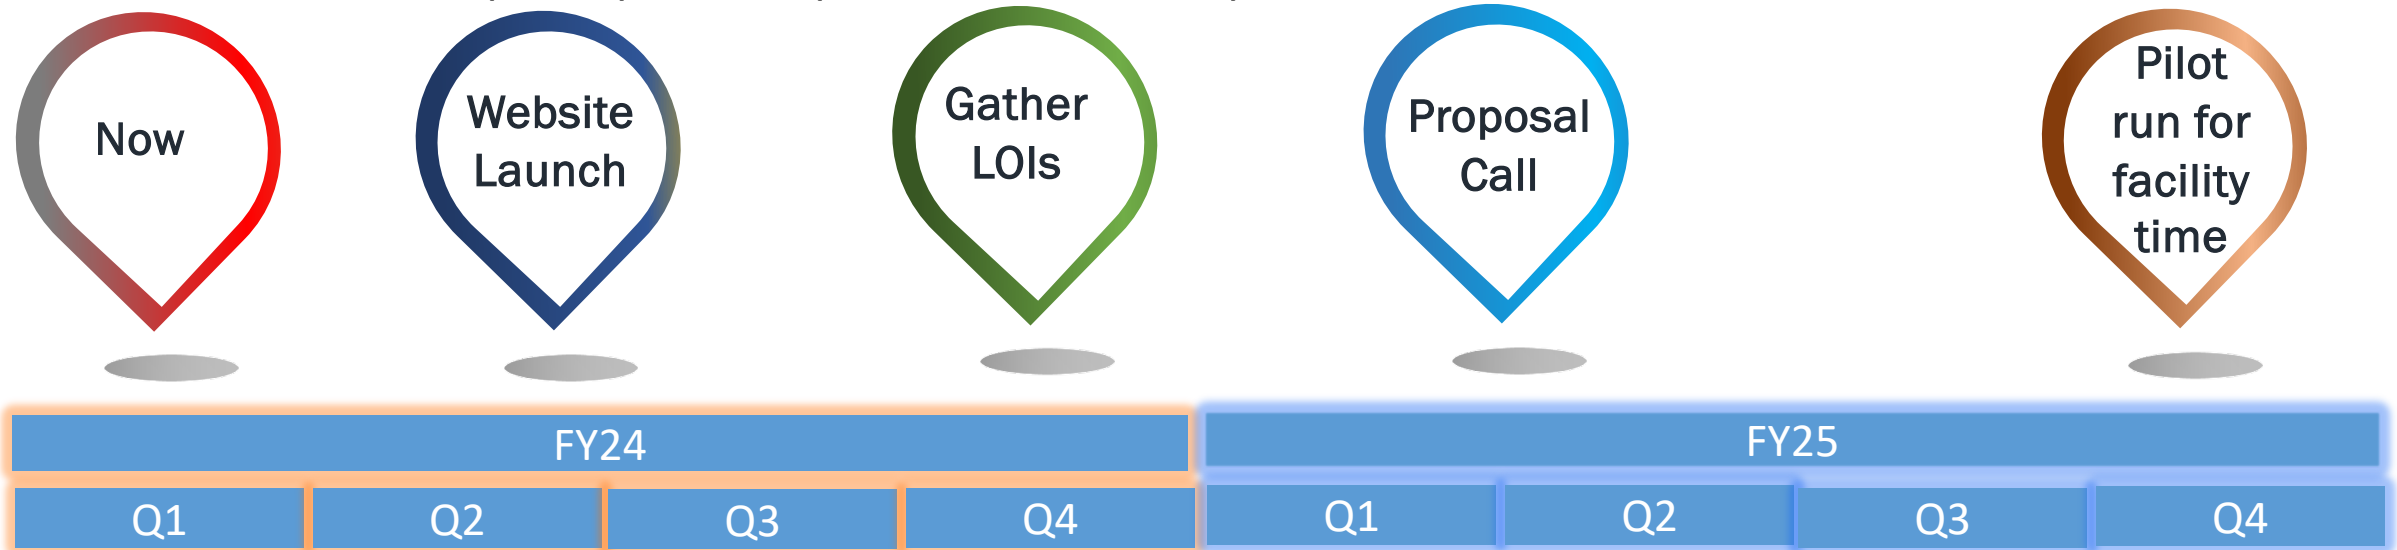 Now
Website
Launch
Gather
LOIs
Proposal
Call
Pilot
run for
facility
time
FY24
FY25
Q1
Q2
Q3
Q4
Q1
Q2
Q3
Q4